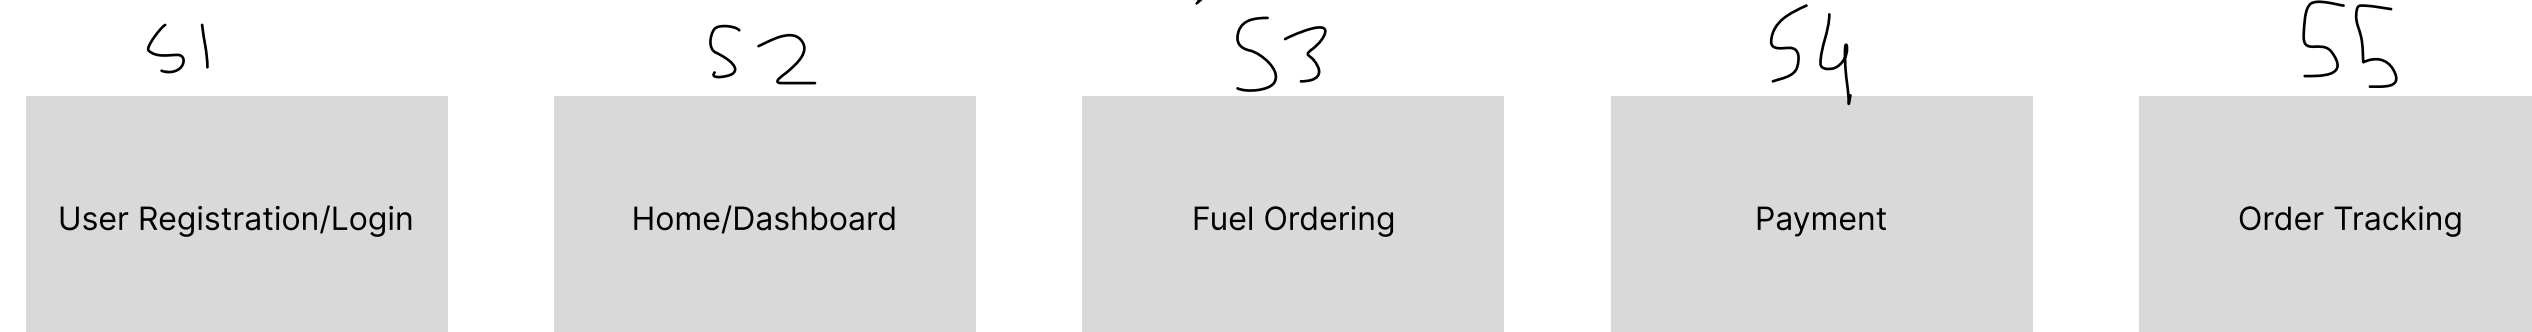 S1 S2 S3 S4 S5
User Registration/Login Home/Dashboard Fuel Ordering Payment Order Tracking